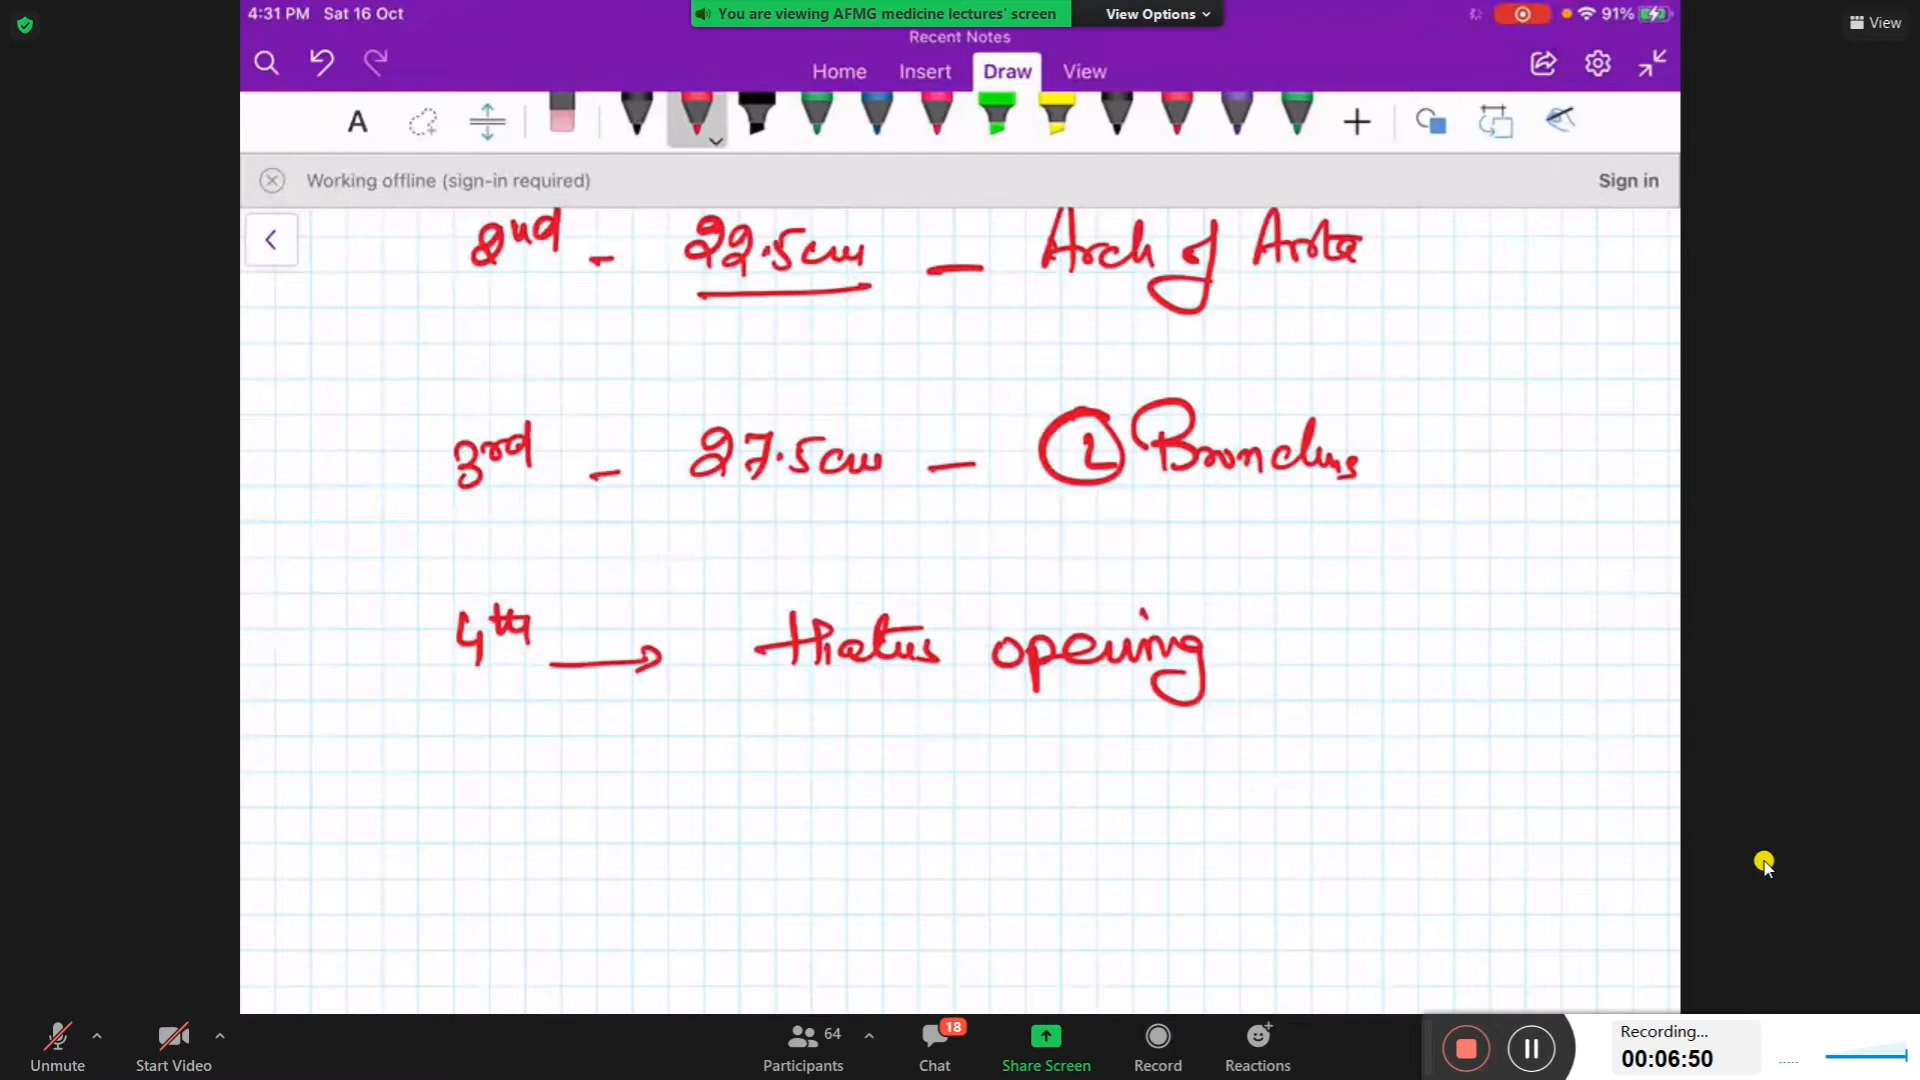 4:31 PM Sat 16 Oct
You are viewing AFMG medicine lectures' screen
View Options
91%
View
Recent Notes
Home Insert Draw View
A
Working offline (sign-in required)
Sign in
2nd - 22.5cm - Arch of Arota
3rd - 27.5cm - L Bronchus
4th → Hiatus opening
Unmute
Start Video
64
Participants
18
Chat
Share Screen
Record
Reactions
Recording...
00:06:50